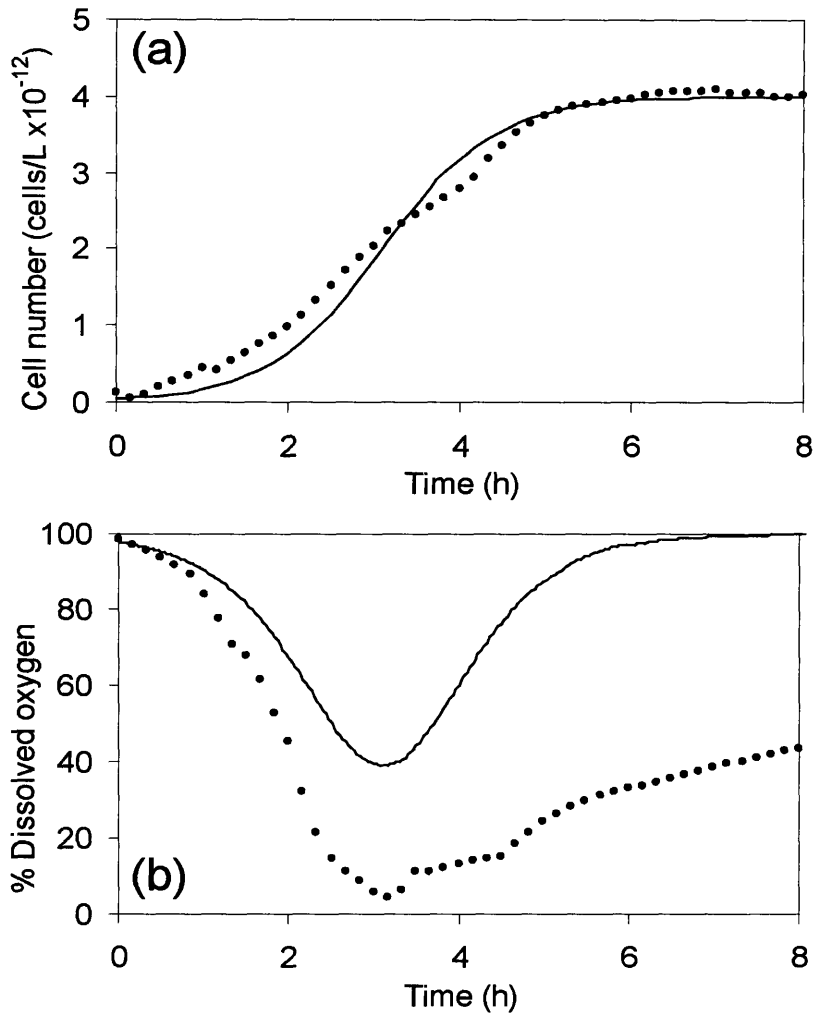 (a)
Cell number (cells/L x10⁻¹²)
5
4
3
2
1
0
0 2 4 6 8
Time (h)
(b)
% Dissolved oxygen
100
80
60
40
20
0
0 2 4 6 8
Time (h)